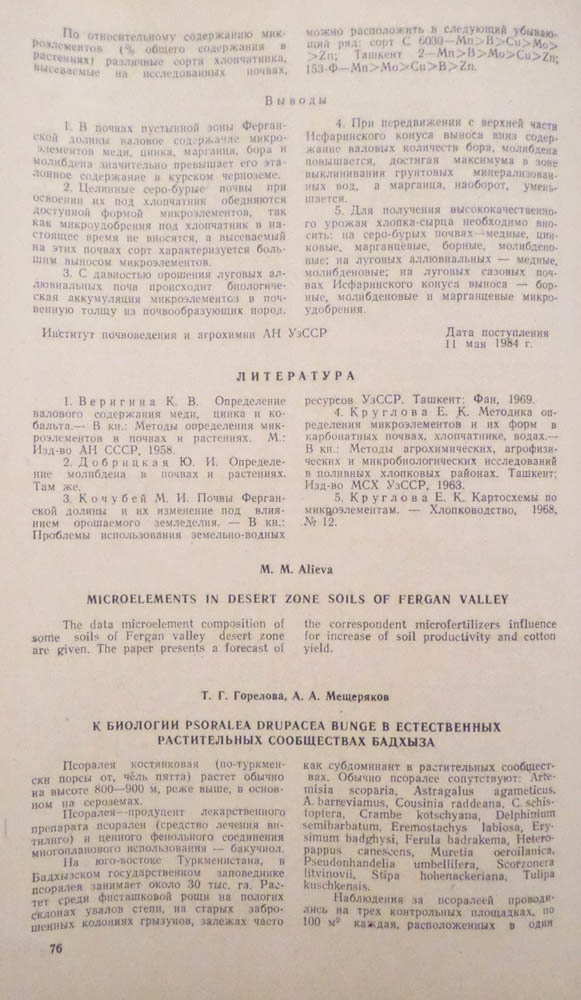 По относительному содержанию мик-
роэлементов (% общего содержания в
растениях) различные сорта хлопчатника,
высеваемые на исследованных почвах,
можно расположить в следующий убываю-
щий ряд: сорт С 6030—Mn>B>Cu>Mo>
>Zn; Ташкент 2—Mn>B>Mo>Cu>Zn;
153-Ф—Mn>Mo>Cu>B>Zn.
Выводы
1. В почвах пустынной зоны Ферган-
ской долины валовое содержание микро-
элементов меди, цинка, марганца, бора и
молибдена значительно превышает его эта-
лонное содержание в курском черноземе.
2. Целинные серо-бурые почвы при
освоении их под хлопчатник обедняются
доступной формой микроэлементов, так
как микроудобрения под хлопчатник в на-
стоящее время не вносятся, а высеваемый
на этих почвах сорт характеризуется боль-
шим выносом микроэлементов.
3. С давностью орошения луговых ал-
лювиальных почв происходит биологиче-
ская аккумуляция микроэлементов в поч-
венную толщу из почвообразующих пород.
4. При передвижении с верхней части
Исфаринского конуса выноса вниз содер-
жание валовых количеств бора, молибдена
повышается, достигая максимума в зоне
выклинивания грунтовых минерализован-
ных вод, а марганца, наоборот, умень-
шается.
5. Для получения высококачественно-
го урожая хлопка-сырца необходимо вно-
сить: на серо-бурых почвах—медные, цин-
ковые, марганцевые, борные, молибдено-
вые; на луговых аллювиальных — медные,
молибденовые; на луговых сазовых поч-
вах Исфаринского конуса выноса — бор-
ные, молибденовые и марганцевые микро-
удобрения.
Институт почвоведения и агрохимии АН УзССР
Дата поступления
11 мая 1984 г.
ЛИТЕРАТУРА
1. Веригина К. В. Определение
валового содержания меди, цинка и ко-
бальта.— В кн.: Методы определения мик-
роэлементов в почвах и растениях. М.:
Изд-во АН СССР, 1958.
2. Добрицкая Ю. И. Определе-
ние молибдена в почвах и растениях.
Там же.
3. Кочубей М. И. Почвы Ферган-
ской долины и их изменение под влия-
нием орошаемого земледелия. — В кн.:
Проблемы использования земельно-водных
ресурсов УзССР. Ташкент: Фан, 1969.
4. Круглова Е. К. Методика оп-
ределения микроэлементов и их форм в
карбонатных почвах, хлопчатнике, водах.—
В кн.: Методы агрохимических, агрофизи-
ческих и микробиологических исследований
в поливных хлопковых районах. Ташкент:
Изд-во МСХ УзССР, 1963.
5. Круглова Е. К. Картосхемы по
микроэлементам. — Хлопководство, 1968,
№ 12.
M. M. Alieva
MICROELEMENTS IN DESERT ZONE SOILS OF FERGAN VALLEY
The data microelement composition of
some soils of Fergan valley desert zone
are given. The paper presents a forecast of
the correspondent microfertilizers influence
for increase of soil productivity and cotton
yield.
Т. Г. Горелова, А. А. Мещеряков
К БИОЛОГИИ PSORALEA DRUPACEA BUNGE В ЕСТЕСТВЕННЫХ
РАСТИТЕЛЬНЫХ СООБЩЕСТВАХ БАДХЫЗА
Псоралея костянковая (по-туркмен-
ски порсы от, чёль пятта) растет обычно
на высоте 800—900 м, реже выше, в основ-
ном на сероземах.
Псоралея—продуцент лекарственного
препарата псорален (средство лечения ви-
тилиго) и ценного фенольного соединения
многопланового использования — бакучиол.
На юго-востоке Туркменистана, в
Бадхызском государственном заповеднике
псоралея занимает около 30 тыс. га. Рас-
тет среди фисташковой рощи на пологих
склонах увалов степи, на старых забро-
шенных колониях грызунов, залежах часто
как субдоминант в растительных сообщест-
вах. Обычно псоралее сопутствуют: Arte-
misia scoparia, Astragalus agameticus,
A. barreviamus, Cousinia raddeana, C. schis-
toptera, Crambe kotschyana, Delphinium
semibarbatum, Eremostachys labiosa, Ery-
simum badghysi, Ferula badrakema, Hetero-
pappus canescens, Muretia oeroilanica,
Pseudonhandelia umbellifera, Scorzonera
litvinovii, Stipa hohenackeriana, Tulipa
kuschkensis.
Наблюдения за псоралеей проводи-
лись на трех контрольных площадках, по
100 м² каждая, расположенных в один
76